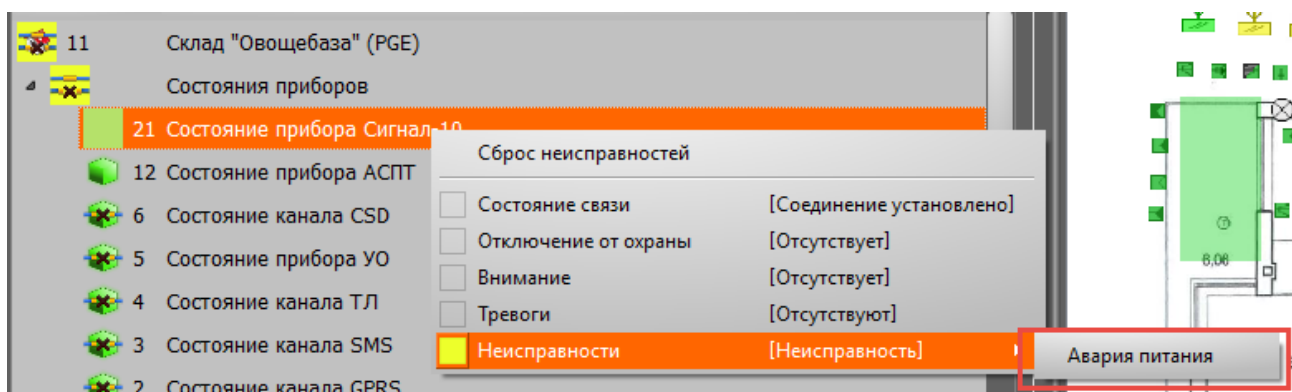 11 Склад "Овощебаза" (PGE)
Состояния приборов
21 Состояние прибора Сигнал-10
12 Состояние прибора АСПТ
6 Состояние канала CSD
5 Состояние прибора УО
4 Состояние канала ТЛ
3 Состояние канала SMS
2 Состояние канала GPRS
Сброс неисправностей
Состояние связи [Соединение установлено]
Отключение от охраны [Отсутствует]
Внимание [Отсутствует]
Тревоги [Отсутствуют]
Неисправности [Неисправность]
Авария питания
6,06